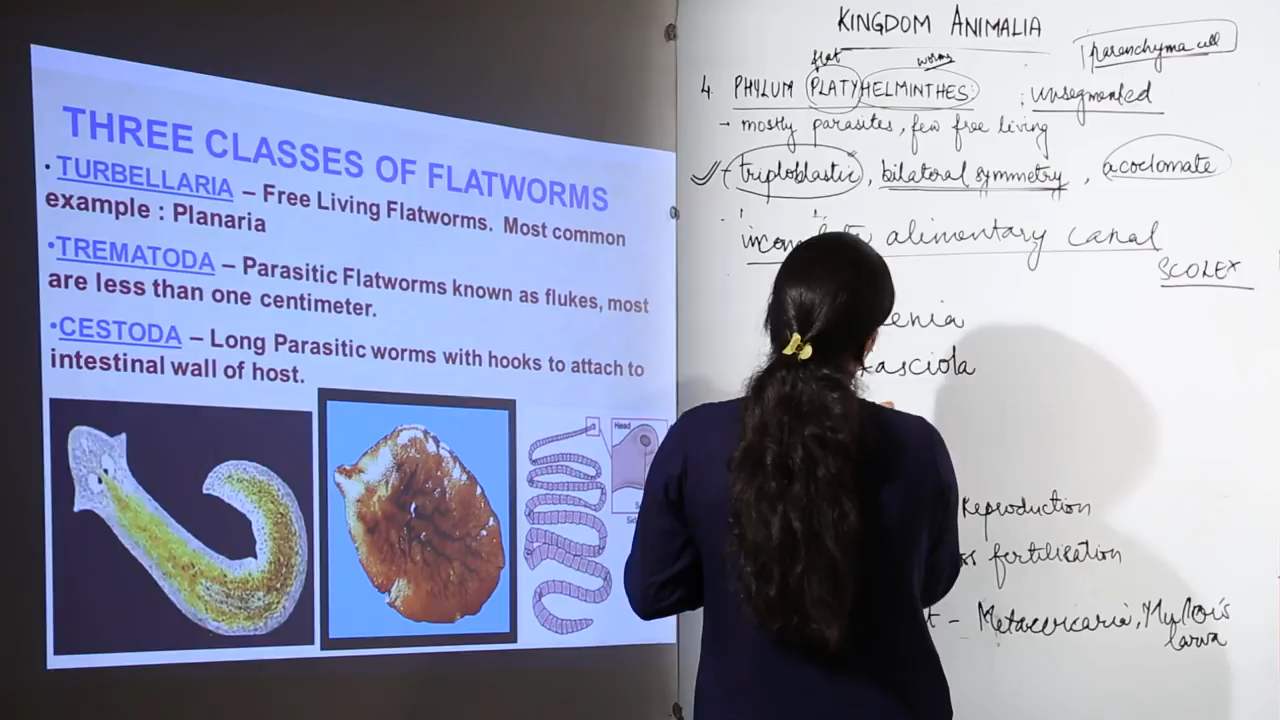 THREE CLASSES OF FLATWORMS
• TURBELLARIA – Free Living Flatworms. Most common
example : Planaria
•TREMATODA – Parasitic Flatworms known as flukes, most
are less than one centimeter.
•CESTODA – Long Parasitic worms with hooks to attach to
intestinal wall of host.
Head
KINGDOM ANIMALIA
parenchyma cell
flat worms
4. PHYLUM PLATYHELMINTHES : unsegmented
→ mostly parasites, few free living
triploblastic, bilateral symmetry, acoelomate
alimentary canal
SCOLEX
enia
asciola
Reproduction
ss fertilisation
t - Metacercaria,
larva